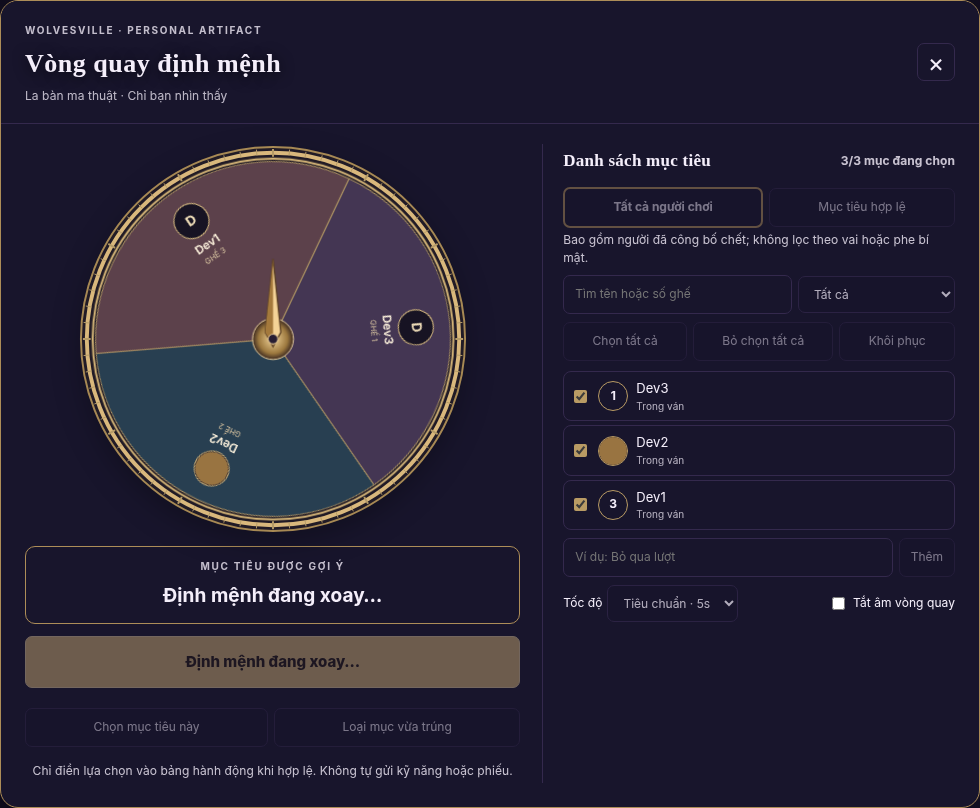 WOLVESVILLE · PERSONAL ARTIFACT
Vòng quay định mệnh
La bàn ma thuật · Chỉ bạn nhìn thấy
×
D
Dev1
GHẾ 3
D
Dev3
GHẾ 1
Dev2
GHẾ 2
MỤC TIÊU ĐƯỢC GỢI Ý
Định mệnh đang xoay...
Định mệnh đang xoay...
Chọn mục tiêu này
Loại mục vừa trúng
Chỉ điền lựa chọn vào bảng hành động khi hợp lệ. Không tự gửi kỹ năng hoặc phiếu.
Danh sách mục tiêu
3/3 mục đang chọn
Tất cả người chơi
Mục tiêu hợp lệ
Bao gồm người đã công bố chết; không lọc theo vai hoặc phe bí
mật.
Tìm tên hoặc số ghế
Tất cả
Chọn tất cả
Bỏ chọn tất cả
Khôi phục
1
Dev3
Trong ván
Dev2
Trong ván
3
Dev1
Trong ván
Ví dụ: Bỏ qua lượt
Thêm
Tốc độ
Tiêu chuẩn · 5s
Tắt âm vòng quay